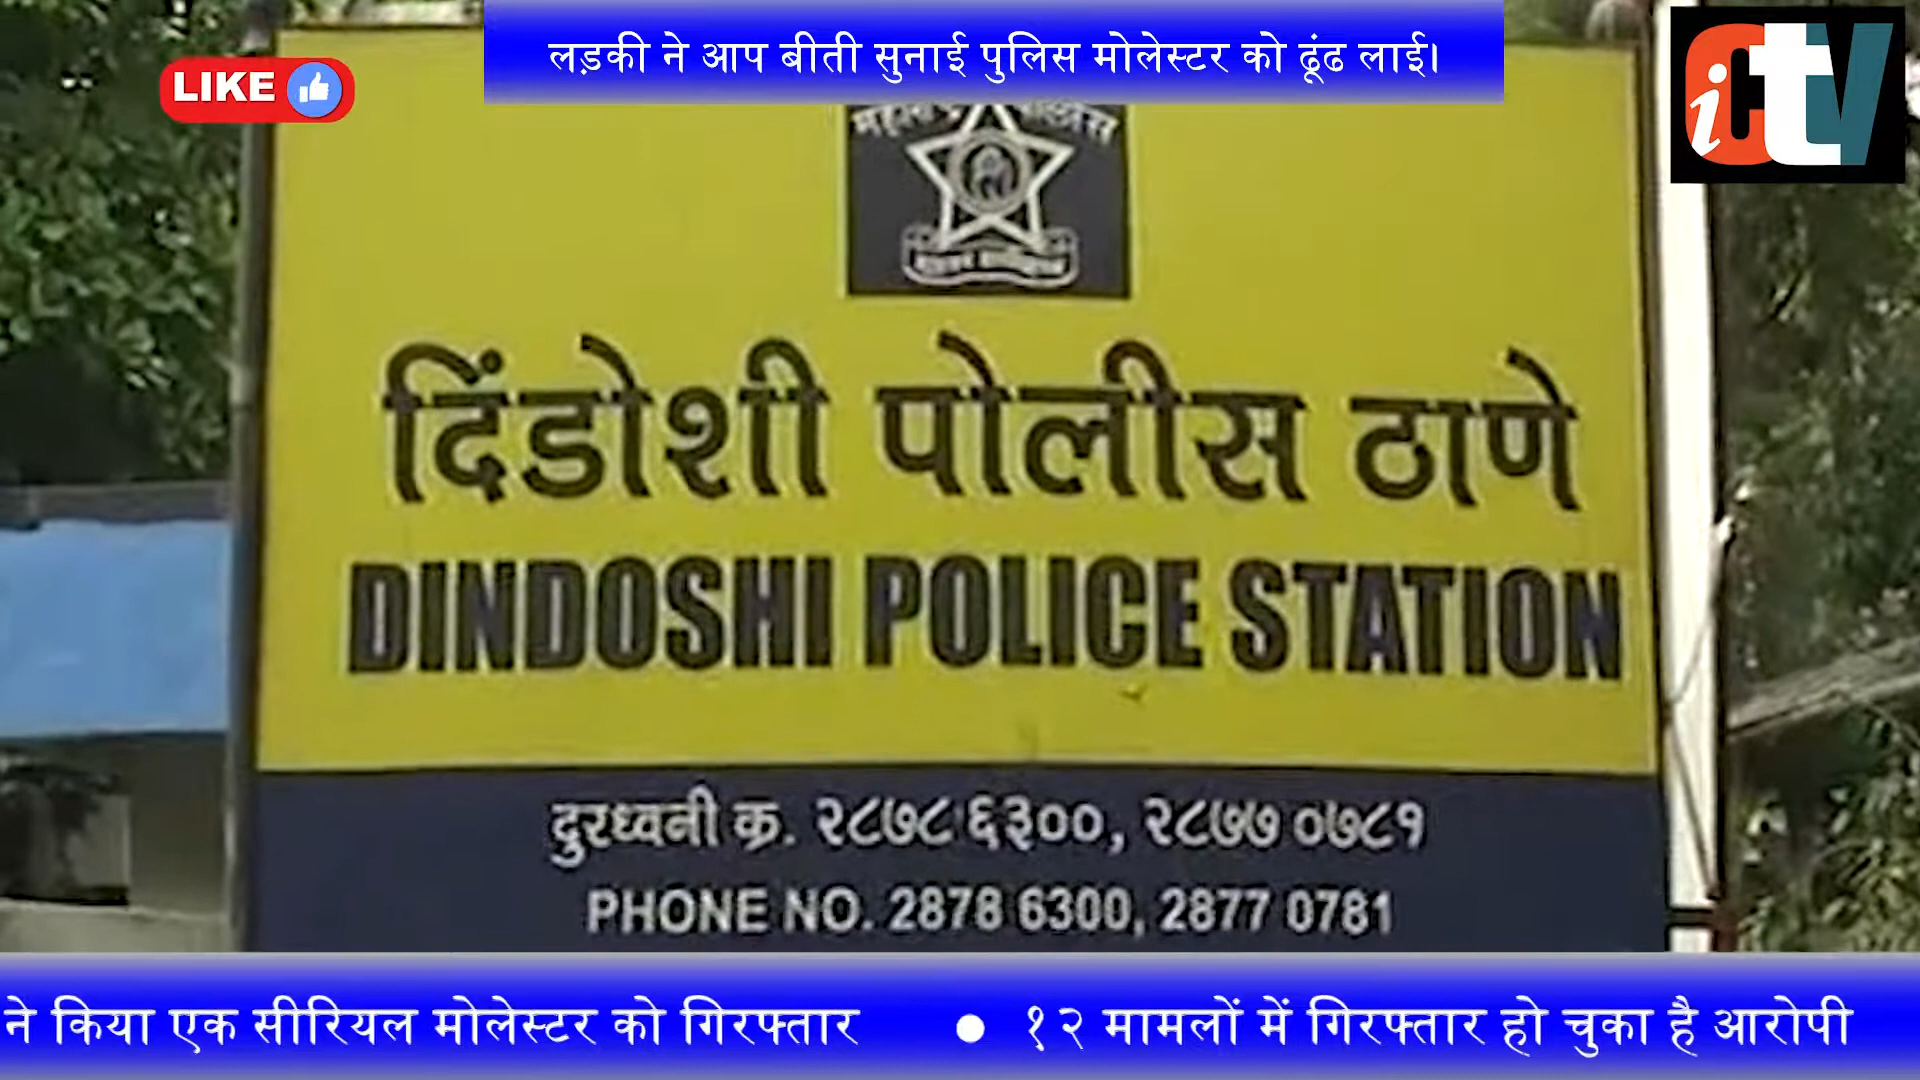 लड़की ने आप बीती सुनाई पुलिस मोलेस्टर को ढूंढ लाई।
LIKE
iCtV
दिंडोशी पोलीस ठाणे
DINDOSHI POLICE STATION
दुरध्वनी क्र. २८७८ ६३००, २८७७ ०७८१
PHONE NO. 2878 6300, 2877 0781
ने किया एक सीरियल मोलेस्टर को गिरफ्तार ● १२ मामलों में गिरफ्तार हो चुका है आरोपी